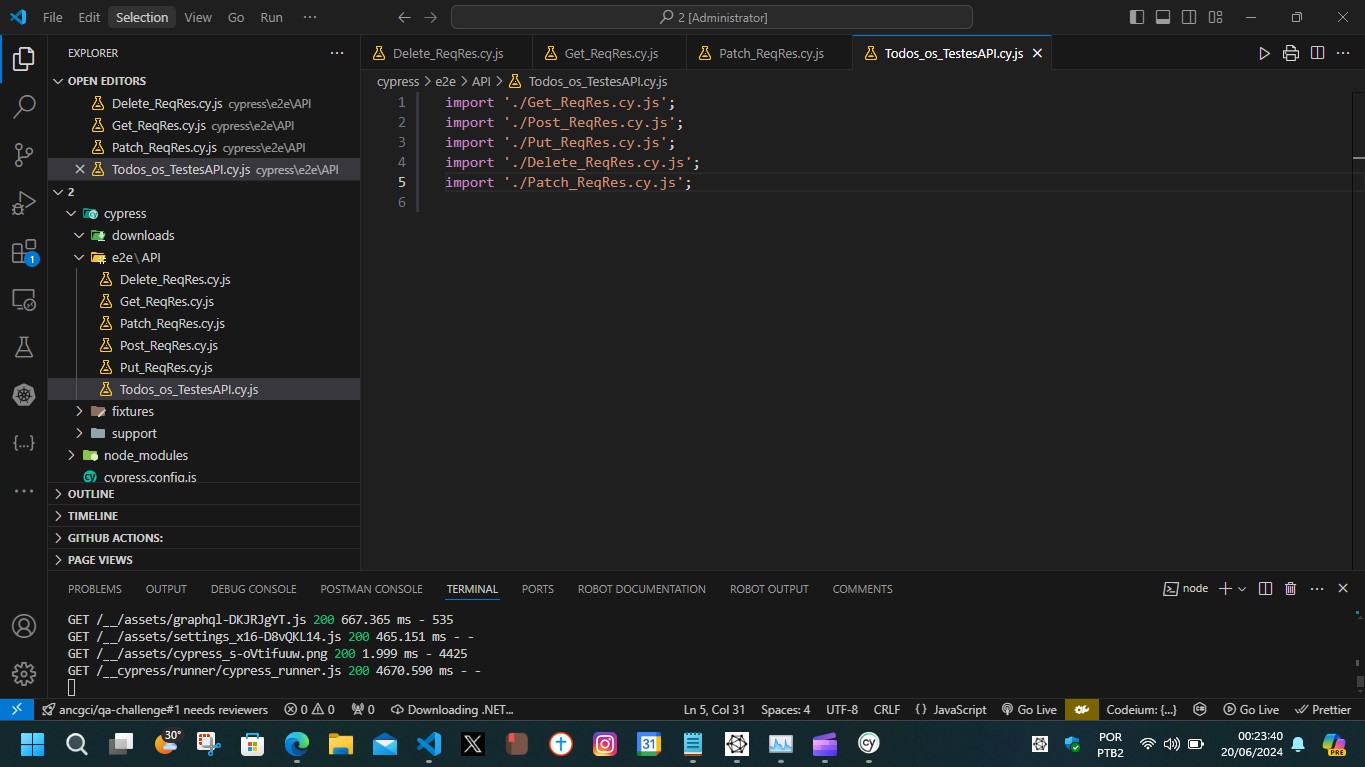 File Edit Selection View Go Run ··· 2 [Administrator]
EXPLORER
OPEN EDITORS
Delete_ReqRes.cy.js cypress\e2e\API
Get_ReqRes.cy.js cypress\e2e\API
Patch_ReqRes.cy.js cypress\e2e\API
Todos_os_TestesAPI.cy.js cypress\e2e\API
2
cypress
downloads
e2e\API
Delete_ReqRes.cy.js
Get_ReqRes.cy.js
Patch_ReqRes.cy.js
Post_ReqRes.cy.js
Put_ReqRes.cy.js
Todos_os_TestesAPI.cy.js
fixtures
support
node_modules
cypress.config.js
OUTLINE
TIMELINE
GITHUB ACTIONS:
PAGE VIEWS
1
Delete_ReqRes.cy.js Get_ReqRes.cy.js Patch_ReqRes.cy.js Todos_os_TestesAPI.cy.js
cypress > e2e > API > Todos_os_TestesAPI.cy.js
1 import './Get_ReqRes.cy.js';
2 import './Post_ReqRes.cy.js';
3 import './Put_ReqRes.cy.js';
4 import './Delete_ReqRes.cy.js';
5 import './Patch_ReqRes.cy.js';
6
PROBLEMS OUTPUT DEBUG CONSOLE POSTMAN CONSOLE TERMINAL PORTS ROBOT DOCUMENTATION ROBOT OUTPUT COMMENTS node
GET /__/assets/graphql-DKJRJgYT.js 200 667.365 ms - 535
GET /__/assets/settings_x16-D8vQKL14.js 200 465.151 ms - -
GET /__/assets/cypress_s-oVtifuuw.png 200 1.999 ms - 4425
GET /__cypress/runner/cypress_runner.js 200 4670.590 ms - -
ancgci/qa-challenge#1 needs reviewers 0 0 0 Downloading .NET... Ln 5, Col 31 Spaces: 4 UTF-8 CRLF {} JavaScript Go Live Codeium: {...} Go Live Prettier
30°
31
cy
PRE
POR
PTB2
00:23:40
20/06/2024